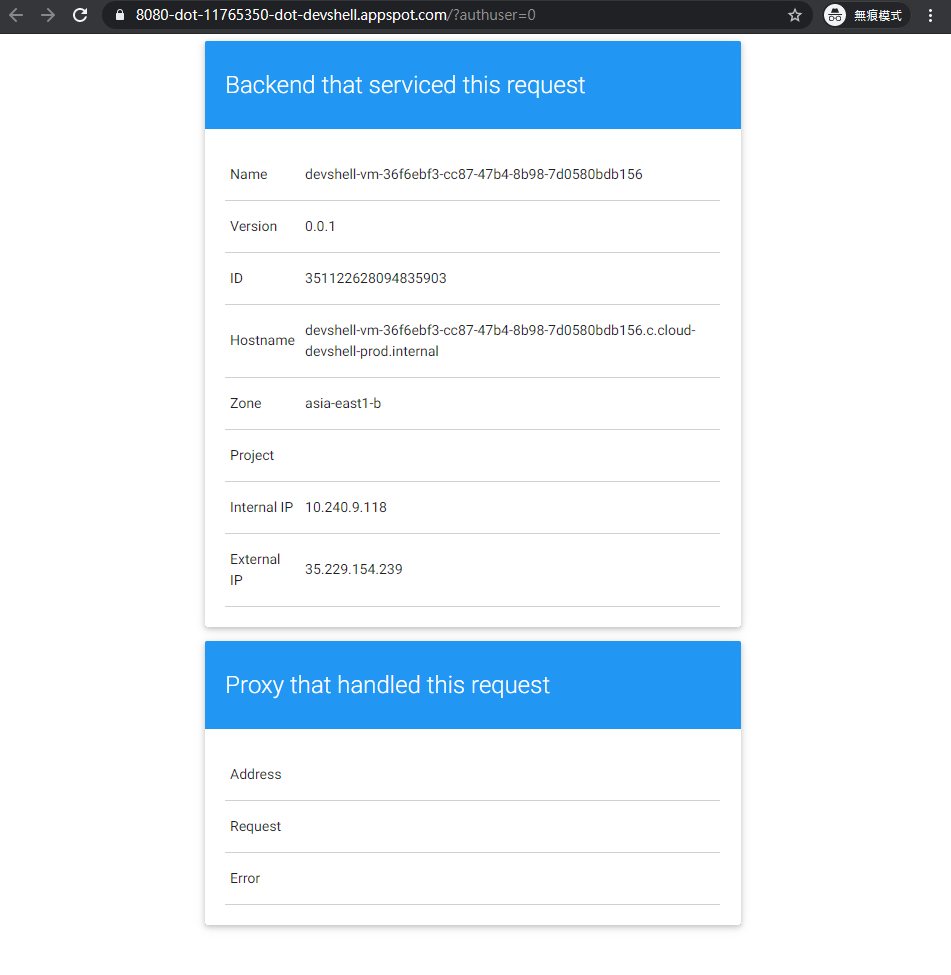 8080-dot-11765350-dot-devshell.appspot.com/?authuser=0
無痕模式
Backend that serviced this request
Name devshell-vm-36f6ebf3-cc87-47b4-8b98-7d0580bdb156
Version 0.0.1
ID 351122628094835903
Hostname devshell-vm-36f6ebf3-cc87-47b4-8b98-7d0580bdb156.c.cloud-
devshell-prod.internal
Zone asia-east1-b
Project
Internal IP 10.240.9.118
External
IP 35.229.154.239
Proxy that handled this request
Address
Request
Error